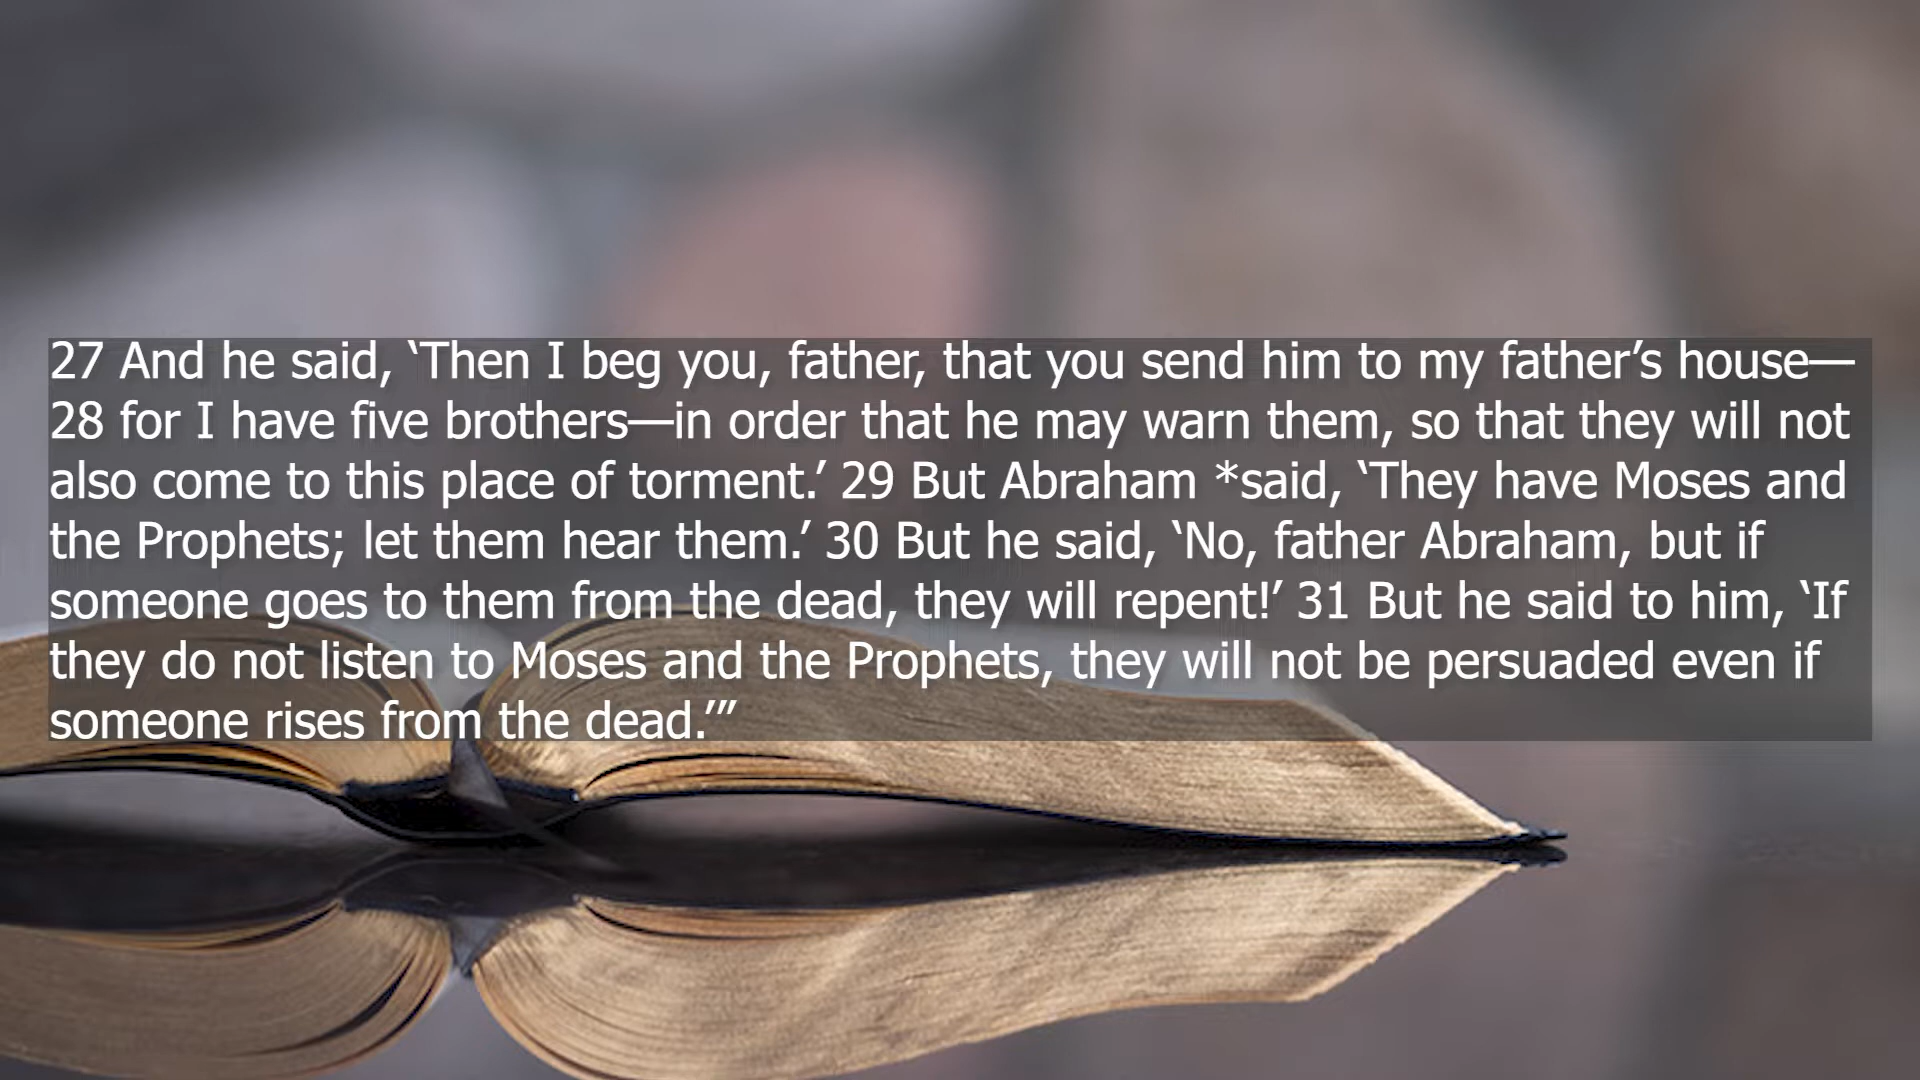 27 And he said, ‘Then I beg you, father, that you send him to my father’s house—
28 for I have five brothers—in order that he may warn them, so that they will not
also come to this place of torment.’ 29 But Abraham *said, ‘They have Moses and
the Prophets; let them hear them.’ 30 But he said, ‘No, father Abraham, but if
someone goes to them from the dead, they will repent!’ 31 But he said to him, ‘If
they do not listen to Moses and the Prophets, they will not be persuaded even if
someone rises from the dead.’”